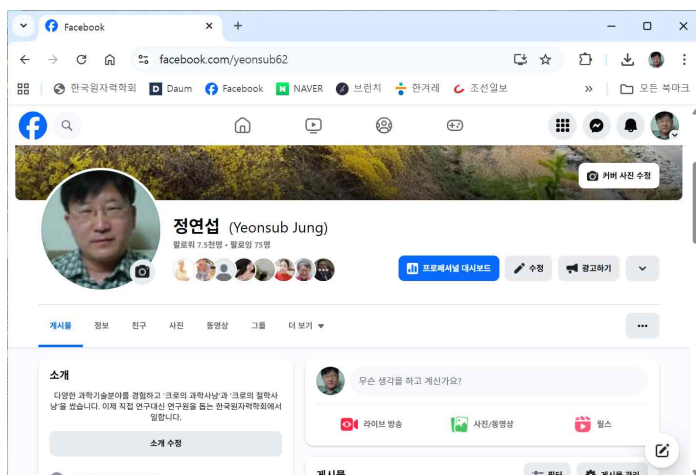 Facebook
facebook.com/yeonsub62
한국원자력학회 Daum Facebook NAVER 브런치 한겨레 조선일보 » 모든 북마크
커버 사진 수정
정연섭 (Yeonsub Jung)
팔로워 7.5천명 • 팔로잉 75명
프로페셔널 대시보드 수정 광고하기
게시물 정보 친구 사진 동영상 그룹 더 보기
소개
다양한 과학기술분야를 경험하고 '크로의 과학사냥'과 '크로의 철학사
냥'을 썼습니다. 이제 직접 연구대신 연구원을 돕는 한국원자력학회에서
일합니다.
소개 수정
무슨 생각을 하고 계신가요?
라이브 방송 사진/동영상 릴스
게시물 필터 게시물 관리